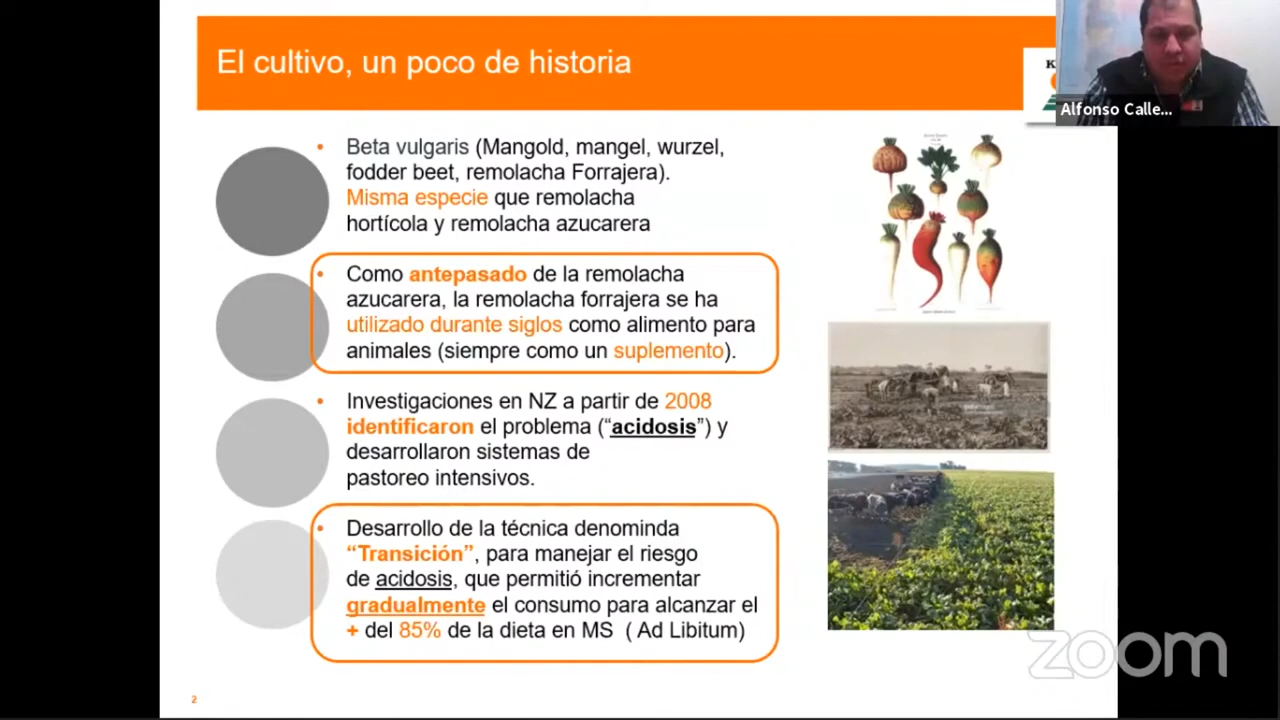 El cultivo, un poco de historia
K
Alfonso Calle...
• Beta vulgaris (Mangold, mangel, wurzel,
fodder beet, remolacha Forrajera).
Misma especie que remolacha
hortícola y remolacha azucarera
• Como antepasado de la remolacha
azucarera, la remolacha forrajera se ha
utilizado durante siglos como alimento para
animales (siempre como un suplemento).
• Investigaciones en NZ a partir de 2008
identificaron el problema (“acidosis”) y
desarrollaron sistemas de
pastoreo intensivos.
• Desarrollo de la técnica denominda
“Transición”, para manejar el riesgo
de acidosis, que permitió incrementar
gradualmente el consumo para alcanzar el
+ del 85% de la dieta en MS ( Ad Libitum)
zoom
2